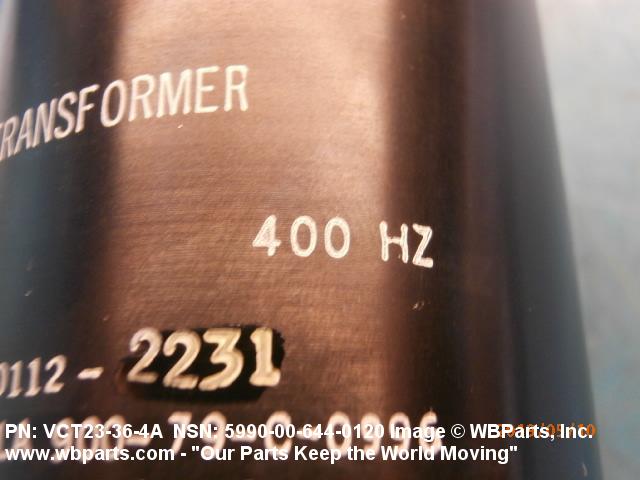 TRANSFORMER
400 HZ
0112-2231
PN: VCT23-36-4A NSN: 5990-00-644-0120 Image © WBParts, Inc.
www.wbparts.com - "Our Parts Keep the World Moving"